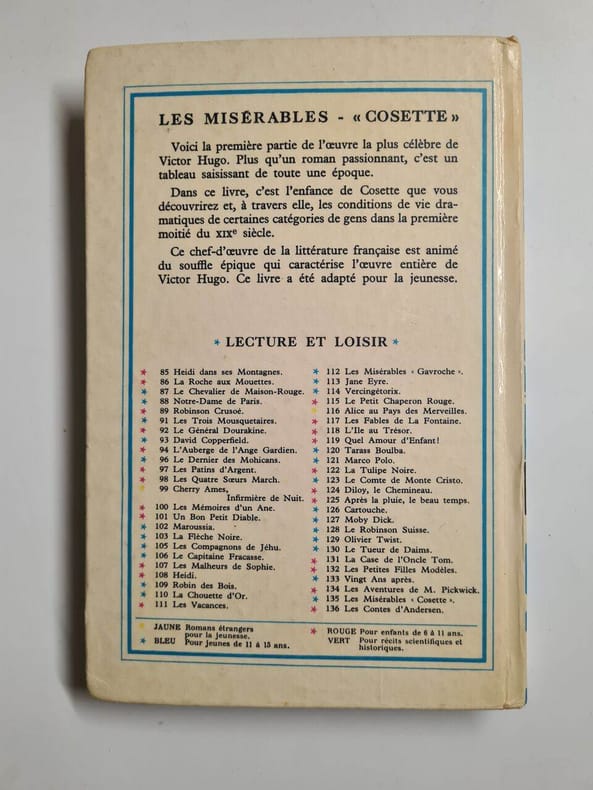 LES MISÉRABLES - « COSETTE »
Voici la première partie de l'œuvre la plus célèbre de
Victor Hugo. Plus qu'un roman passionnant, c'est un
tableau saisissant de toute une époque.
Dans ce livre, c'est l'enfance de Cosette que vous
découvrirez et, à travers elle, les conditions de vie dra-
matiques de certaines catégories de gens dans la première
moitié du XIXe siècle.
Ce chef-d'œuvre de la littérature française est animé
du souffle épique qui caractérise l'œuvre entière de
Victor Hugo. Ce livre a été adapté pour la jeunesse.
* LECTURE ET LOISIR *
* 85 Heidi dans ses Montagnes.
* 86 La Roche aux Mouettes.
* 87 Le Chevalier de Maison-Rouge.
* 88 Notre-Dame de Paris.
* 89 Robinson Crusoé.
* 91 Les Trois Mousquetaires.
* 92 Le Général Dourakine.
* 93 David Copperfield.
* 94 L'Auberge de l'Ange Gardien.
* 96 Le Dernier des Mohicans.
* 97 Les Patins d'Argent.
* 98 Les Quatre Sœurs March.
* 99 Cherry Ames,
Infirmière de Nuit.
* 100 Les Mémoires d'un Ane.
* 101 Un Bon Petit Diable.
* 102 Maroussia.
* 103 La Flèche Noire.
* 105 Les Compagnons de Jéhu.
* 106 Le Capitaine Fracasse.
* 107 Les Malheurs de Sophie.
* 108 Heidi.
* 109 Robin des Bois.
* 110 La Chouette d'Or.
* 111 Les Vacances.
* 112 Les Misérables « Gavroche ».
* 113 Jane Eyre.
* 114 Vercingétorix.
* 115 Le Petit Chaperon Rouge.
* 116 Alice au Pays des Merveilles.
* 117 Les Fables de La Fontaine.
* 118 L'Ile au Trésor.
* 119 Quel Amour d'Enfant !
* 120 Tarass Boulba.
* 121 Marco Polo.
* 122 La Tulipe Noire.
* 123 Le Comte de Monte Cristo.
* 124 Diloy, le Chemineau.
* 125 Après la pluie, le beau temps.
* 126 Cartouche.
* 127 Moby Dick.
* 128 Le Robinson Suisse.
* 129 Olivier Twist.
* 130 Le Tueur de Daims.
* 131 La Case de l'Oncle Tom.
* 132 Les Petites Filles Modèles.
* 133 Vingt Ans après.
* 134 Les Aventures de M. Pickwick.
* 135 Les Misérables « Cosette ».
* 136 Les Contes d'Andersen.
* JAUNE Romans étrangers
pour la jeunesse.
* BLEU Pour jeunes de 11 à 15 ans.
* ROUGE Pour enfants de 6 à 11 ans.
VERT Pour récits scientifiques et
historiques.